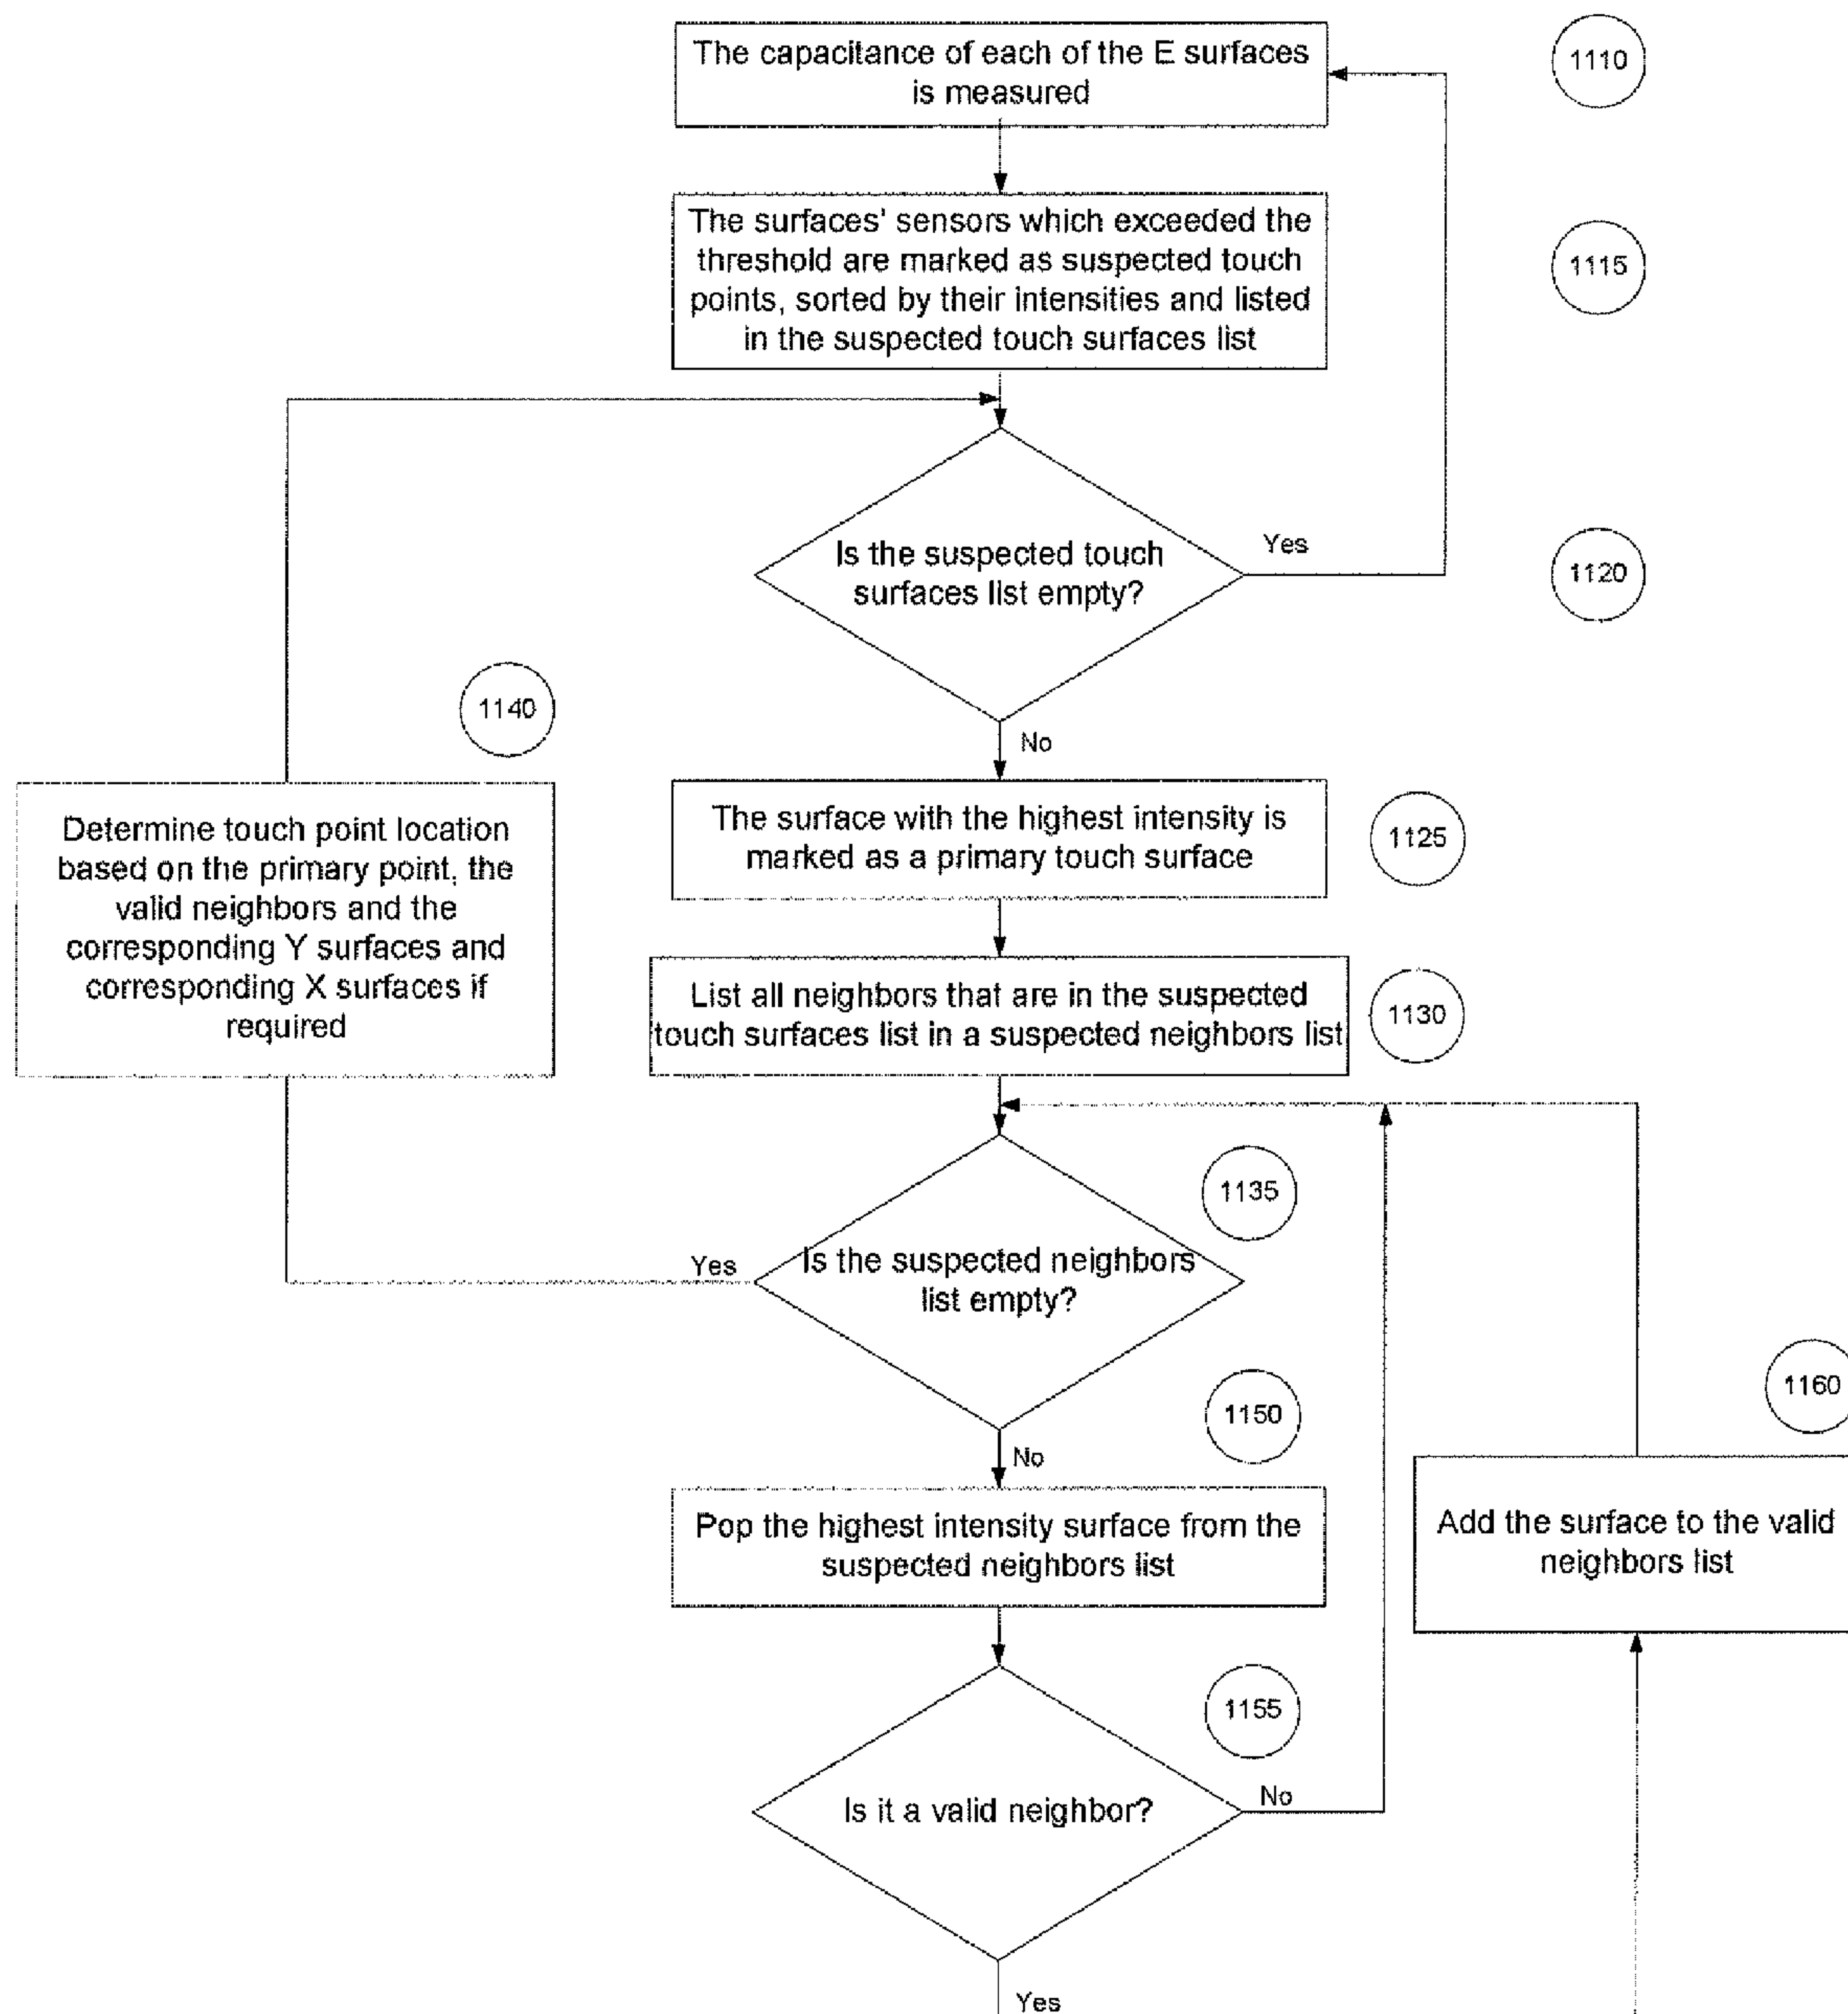 The capacitance of each of the E surfaces
is measured
1110
The surfaces' sensors which exceeded the
threshold are marked as suspected touch
points, sorted by their intensities and listed
in the suspected touch surfaces list
1115
Is the suspected touch
surfaces list empty?
Yes
1120
No
1140
Determine touch point location
based on the primary point, the
valid neighbors and the
corresponding Y surfaces and
corresponding X surfaces if
required
The surface with the highest intensity is
marked as a primary touch surface
1125
List all neighbors that are in the suspected
touch surfaces list in a suspected neighbors list
1130
1135
Is the suspected neighbors
list empty?
Yes
No
1150
Pop the highest intensity surface from the
suspected neighbors list
1160
Add the surface to the valid
neighbors list
1155
Is it a valid neighbor?
No
Yes